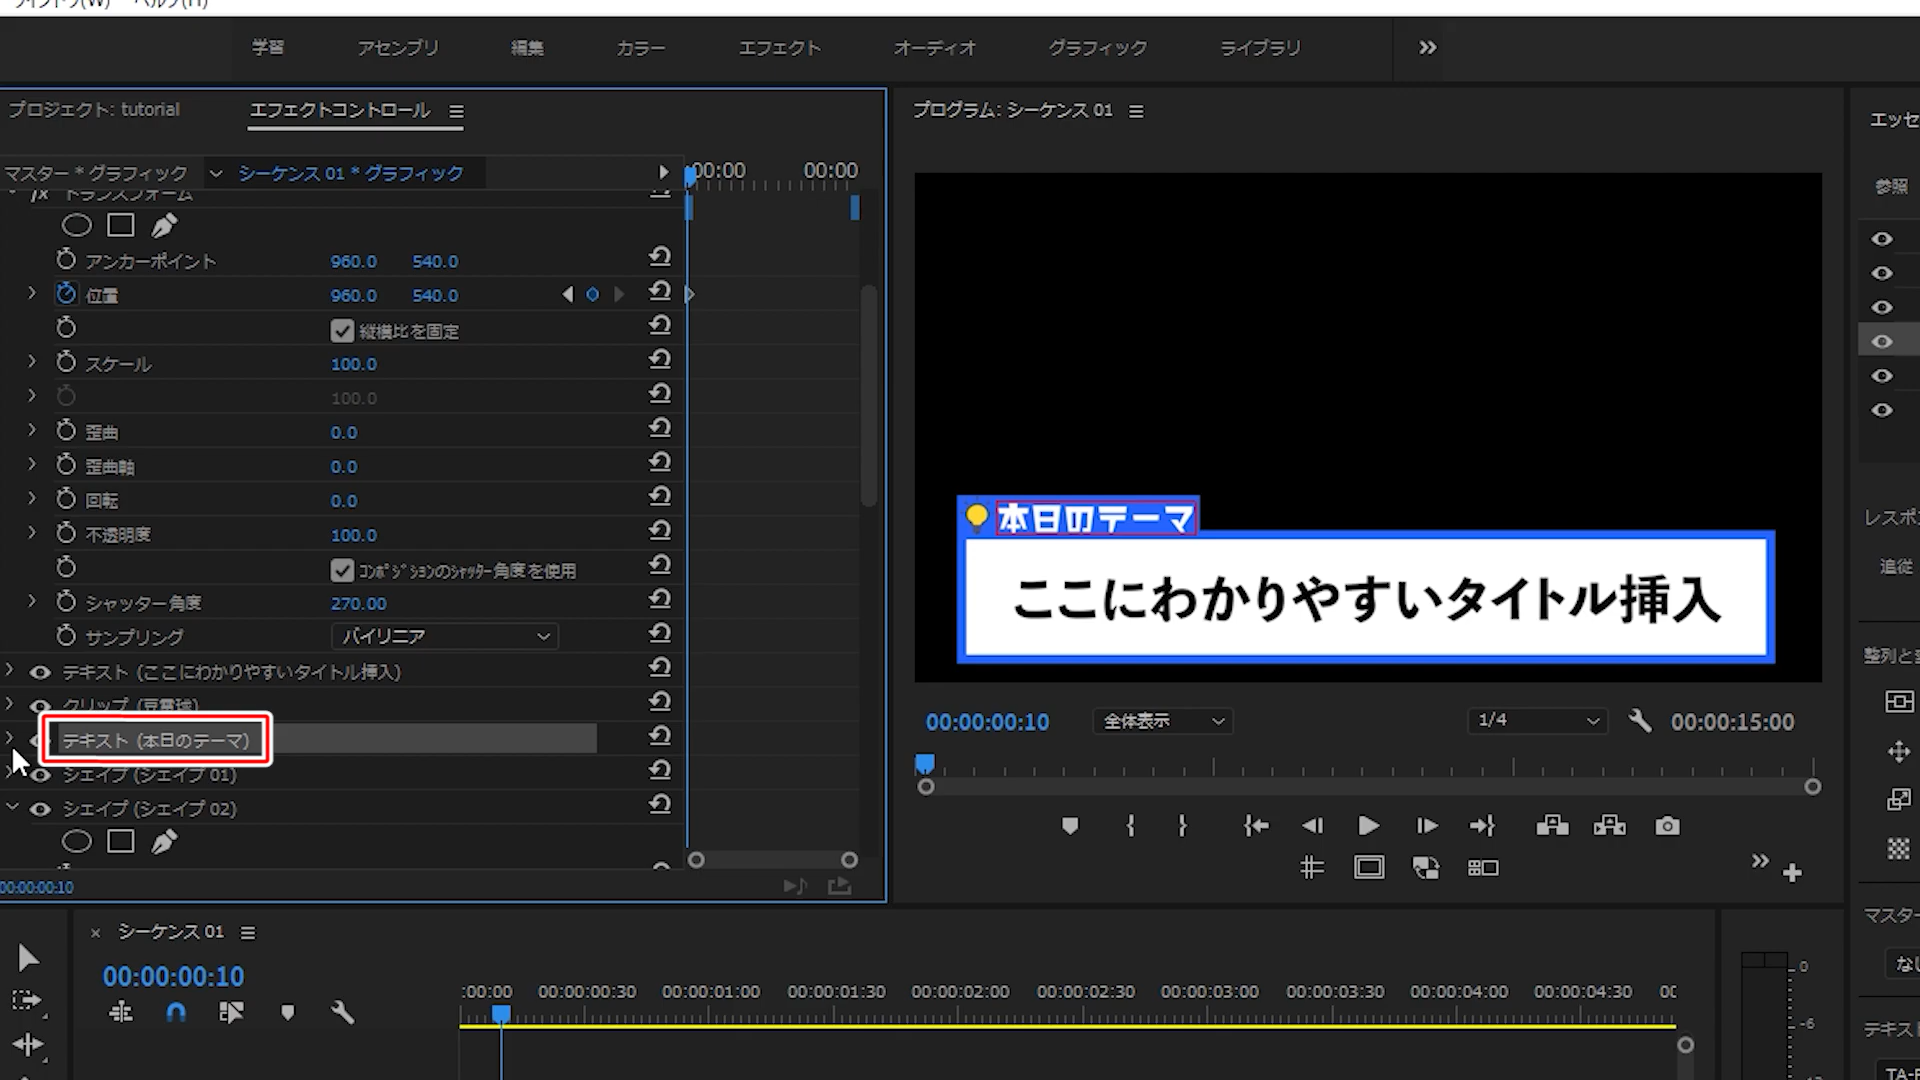 ウィンドウ(W) ヘルプ(H)
学習 アセンブリ 編集 カラー エフェクト オーディオ グラフィック ライブラリ
プロジェクト: tutorial エフェクトコントロール
プログラム: シーケンス 01
エッセ
マスター * グラフィック シーケンス 01 * グラフィック
:00:00 00:00
参照
fx トランスフォーム
アンカーポイント 960.0 540.0
位置 960.0 540.0
縦横比を固定
スケール 100.0
100.0
歪曲 0.0
歪曲軸 0.0
回転 0.0
不透明度 100.0
コンポジションのシャッター角度を使用
シャッター角度 270.00
サンプリング バイリニア
テキスト (ここにわかりやすいタイトル挿入)
クリップ (豆電球)
テキスト (本日のテーマ)
シェイプ (シェイプ 01)
シェイプ (シェイプ 02)
00:00:00:10
本日のテーマ
ここにわかりやすいタイトル挿入
00:00:00:10 全体表示 1/4 00:00:15:00
レスポ
追従
整列と
マスター
なし
テキスト
TA-F
× シーケンス 01
00:00:00:10
:00:00 00:00:00:30 00:00:01:00 00:00:01:30 00:00:02:00 00:00:02:30 00:00:03:00 00:00:03:30 00:00:04:00 00:00:04:30 00
0
-6